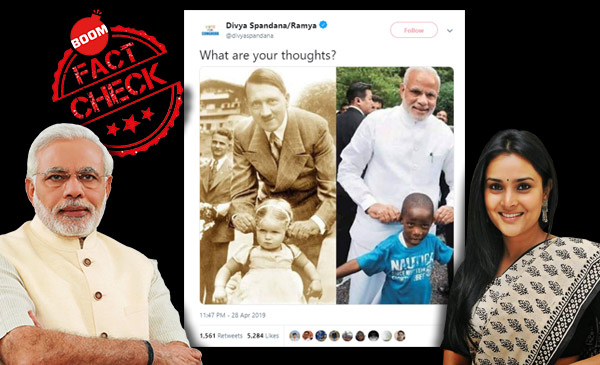 BOOM
FACT
CHECK
Divya Spandana/Ramya
@divyaspandana
Follow
What are your thoughts?
NAUTICA
11:47 PM - 28 Apr 2019
1,561 Retweets 5,284 Likes